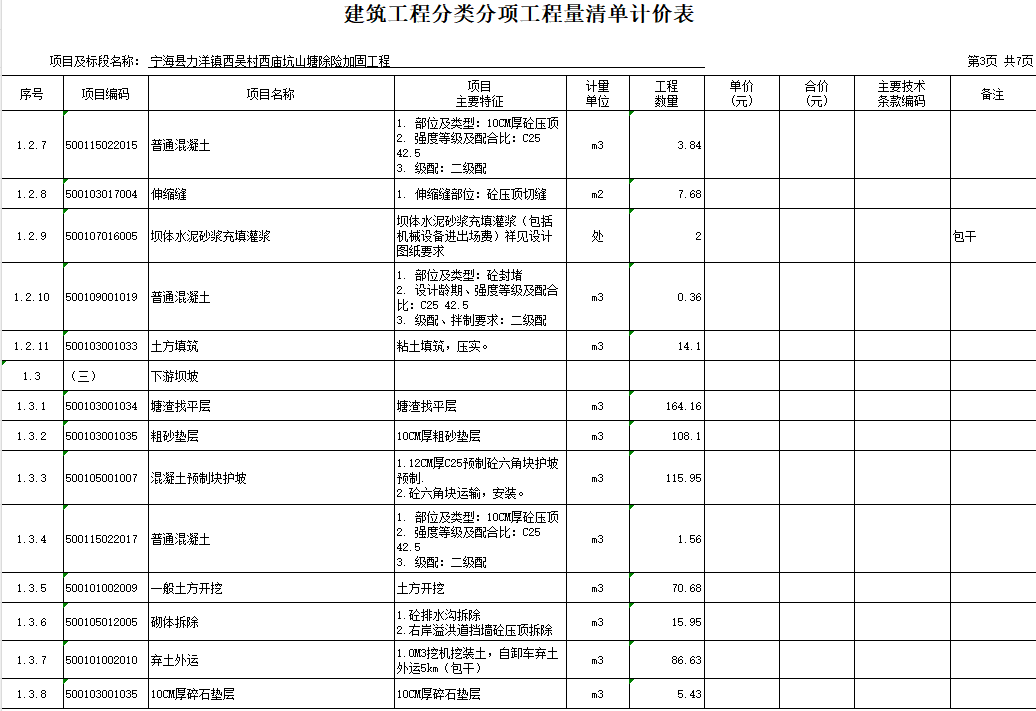 建筑工程分类分项工程量清单计价表
项目及标段名称： 宁海县力洋镇西吴村西庙坑山塘除险加固工程 第3页 共7页
序号 项目编码 项目名称 项目 主要特征 计量 单位 工程 数量 单价 (元) 合价 (元) 主要技术 条款编码 备注
1.2.7 500115022015 普通混凝土 1. 部位及类型：10CM厚砼压顶
2. 强度等级及配合比：C25
42.5
3. 级配：二级配 m3 3.84
1.2.8 500103017004 伸缩缝 1. 伸缩缝部位：砼压顶切缝 m2 7.68
1.2.9 500107016005 坝体水泥砂浆充填灌浆 坝体水泥砂浆充填灌浆（包括
机械设备进出场费）祥见设计
图纸要求 处 2 包干
1.2.10 500109001019 普通混凝土 1. 部位及类型：砼封堵
2. 设计龄期、强度等级及配合
比：C25 42.5
3. 级配、拌制要求：二级配 m3 0.36
1.2.11 500103001033 土方填筑 粘土填筑，压实。 m3 14.1
1.3 （三） 下游坝坡
1.3.1 500103001034 塘渣找平层 塘渣找平层 m3 164.16
1.3.2 500103001035 粗砂垫层 10CM厚粗砂垫层 m3 108.1
1.3.3 500105001007 混凝土预制块护坡 1.12CM厚C25预制砼六角块护坡
预制.
2.砼六角块运输，安装。 m3 115.95
1.3.4 500115022017 普通混凝土 1. 部位及类型：10CM厚砼压顶
2. 强度等级及配合比：C25
42.5
3. 级配：二级配 m3 1.56
1.3.5 500101002009 一般土方开挖 土方开挖 m3 70.68
1.3.6 500105012005 砌体拆除 1.砼排水沟拆除
2.右岸溢洪道挡墙砼压顶拆除 m3 15.95
1.3.7 500101002010 弃土外运 1.0M3挖机挖装土，自卸车弃土
外运5km（包干） m3 86.63
1.3.8 500103001035 10CM厚碎石垫层 10CM厚碎石垫层 m3 5.43